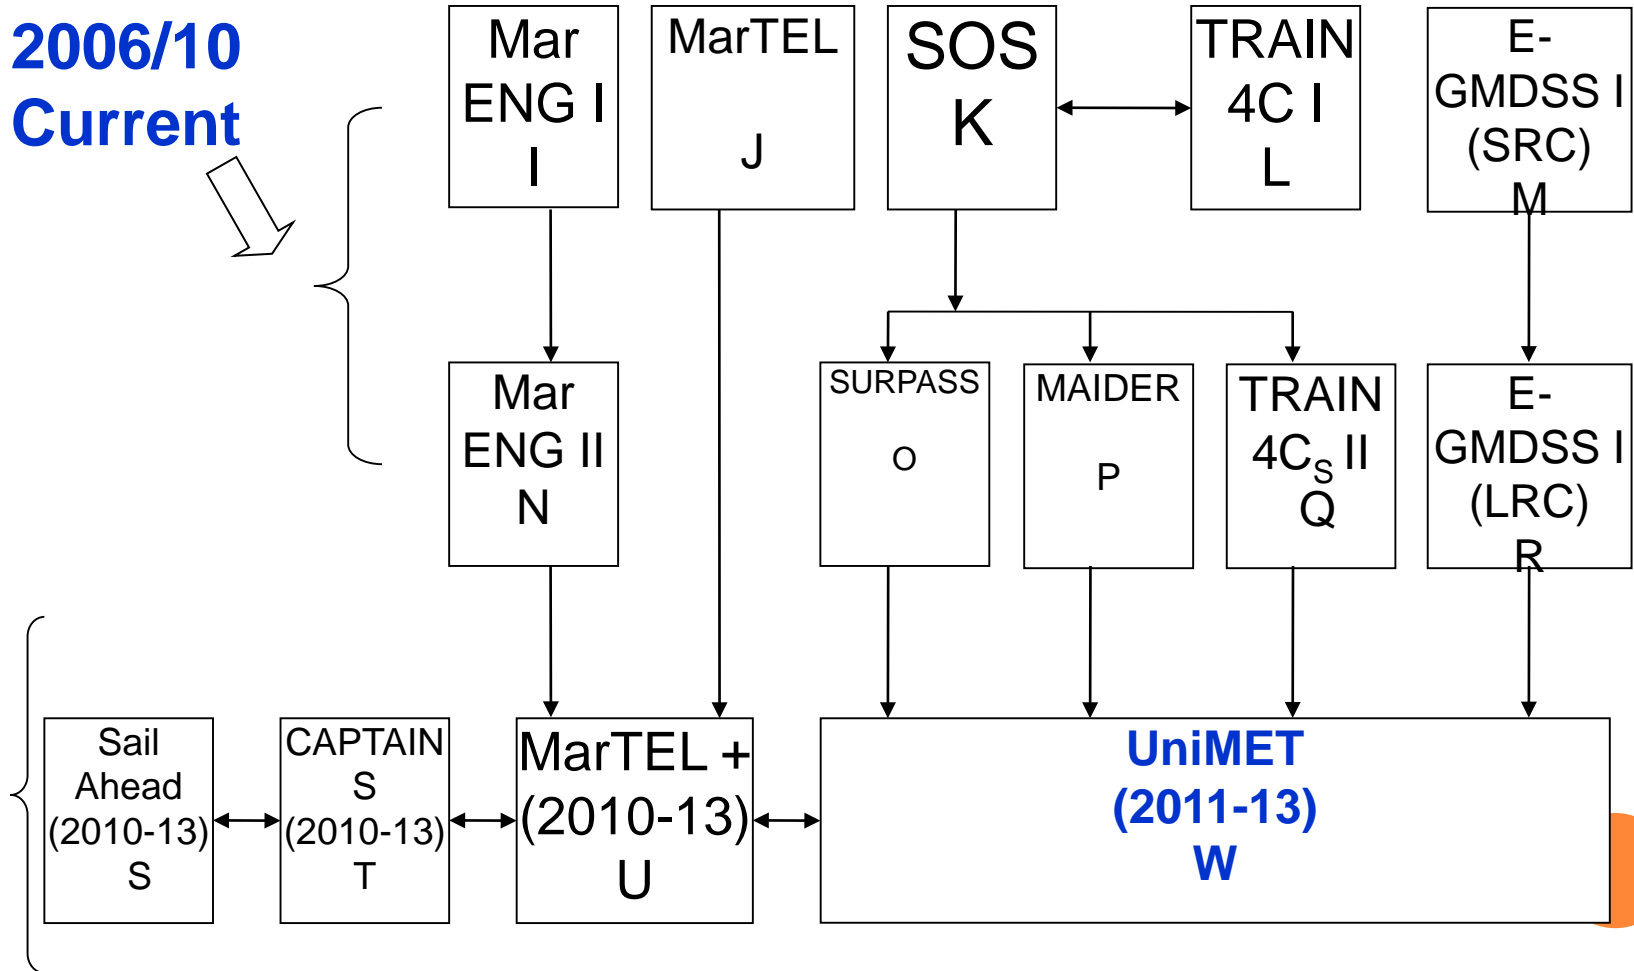 2006/10
Current
Mar
ENG I
I
MarTEL
J
SOS
K
TRAIN
4C I
L
E-
GMDSS I
(SRC)
M
Mar
ENG II
N
SURPASS
O
MAIDER
P
TRAIN
4CS II
Q
E-
GMDSS I
(LRC)
R
Sail
Ahead
(2010-13)
S
CAPTAIN
S
(2010-13)
T
MarTEL +
(2010-13)
U
UniMET
(2011-13)
W